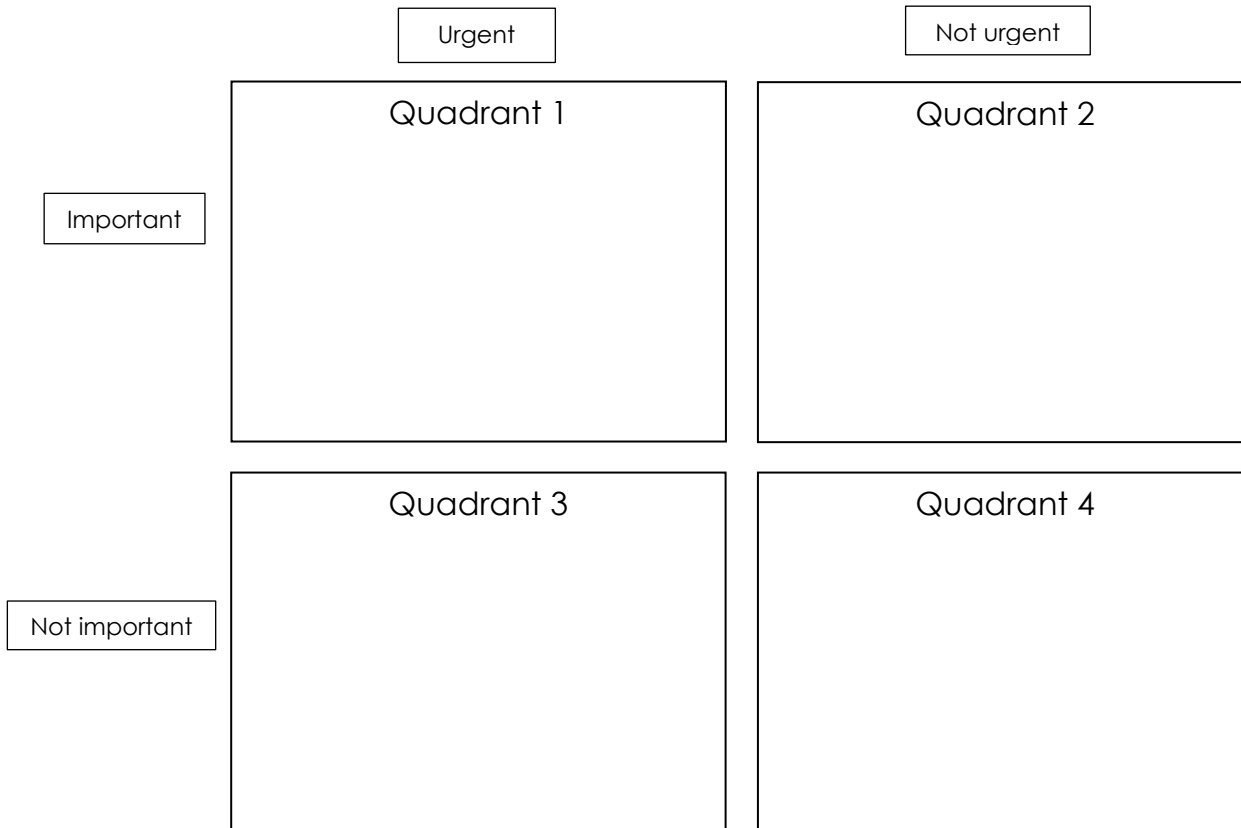 Urgent
Not urgent
Quadrant 1
Quadrant 2
Important
Quadrant 3
Quadrant 4
Not important